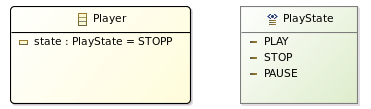 Player
state : PlayState = STOPP
PlayState
PLAY
STOP
PAUSE